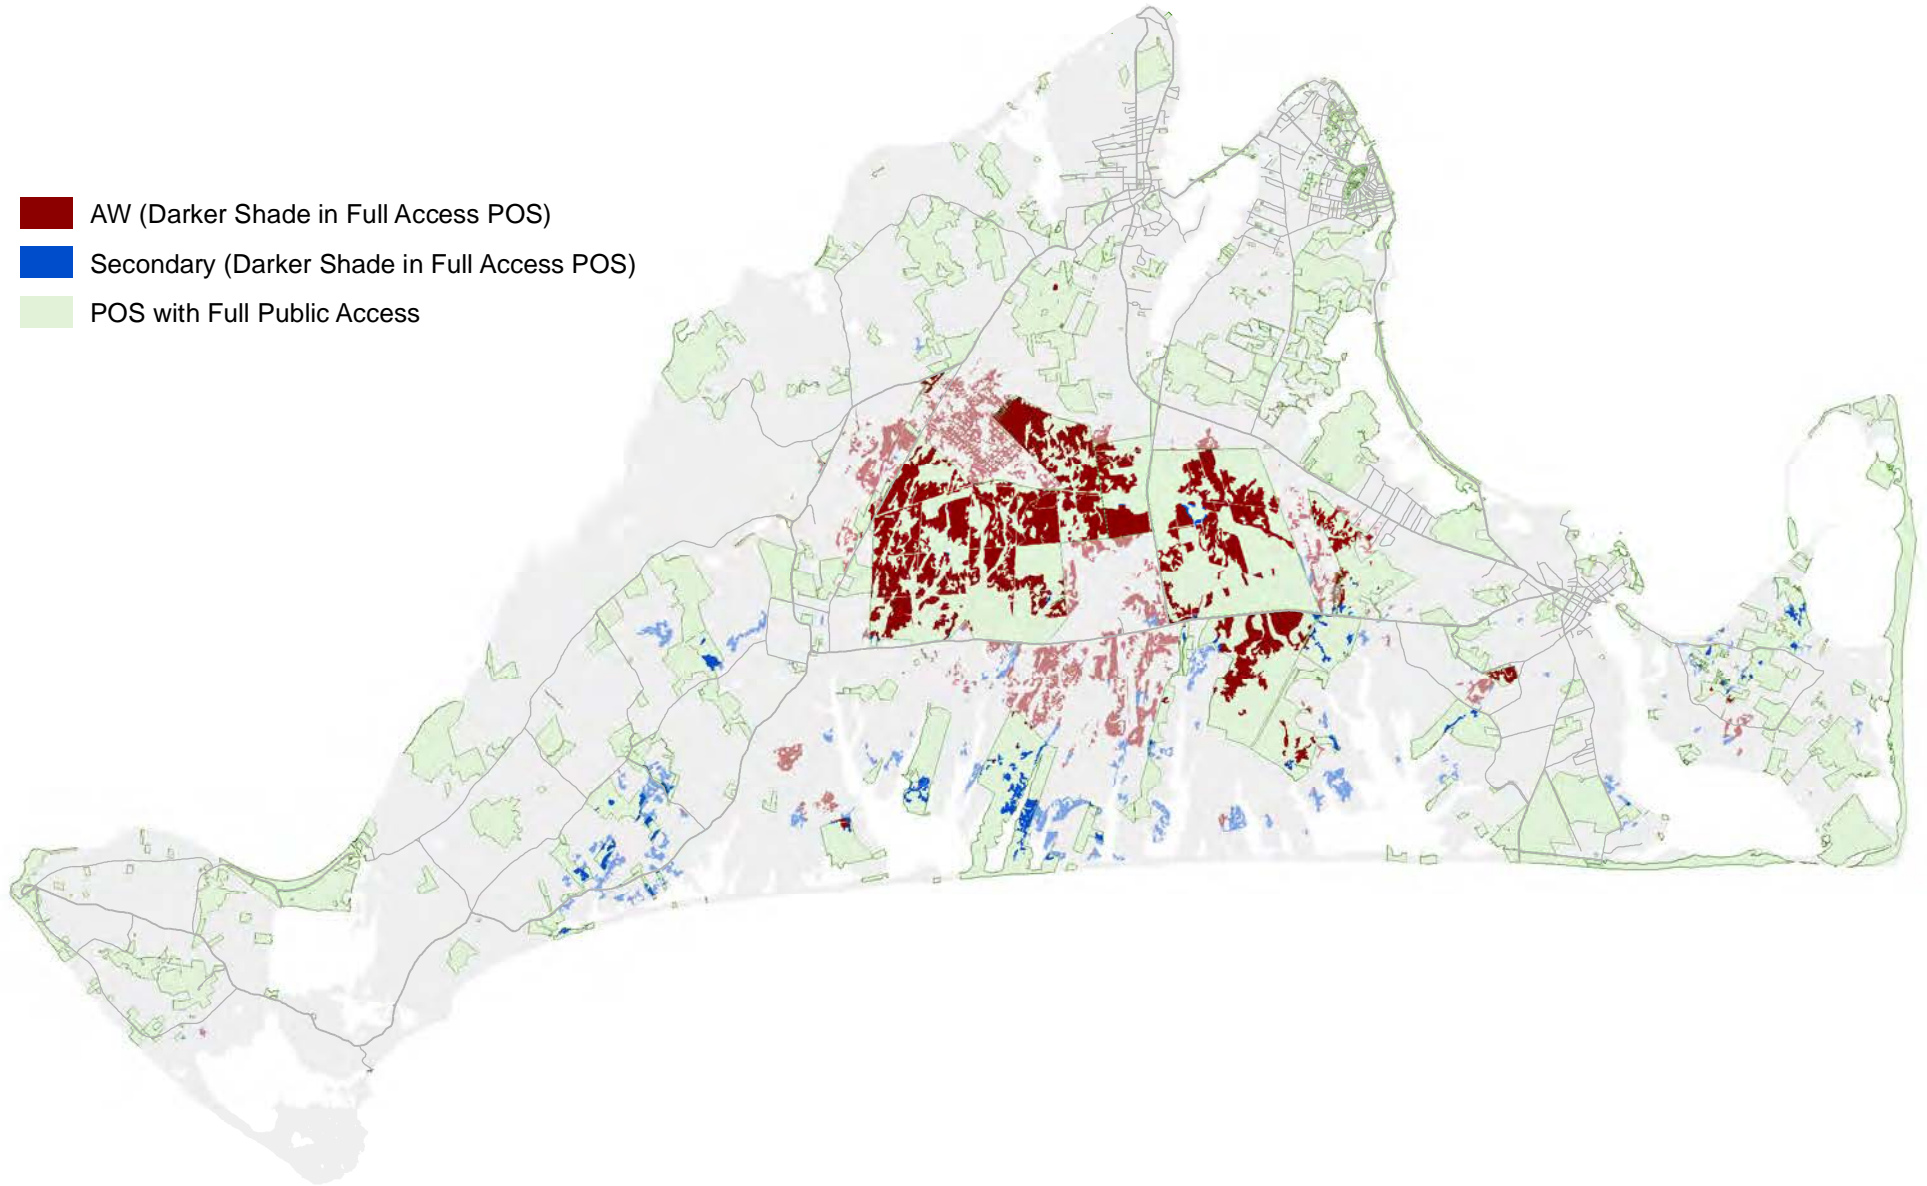 AW (Darker Shade in Full Access POS)
Secondary (Darker Shade in Full Access POS)
POS with Full Public Access